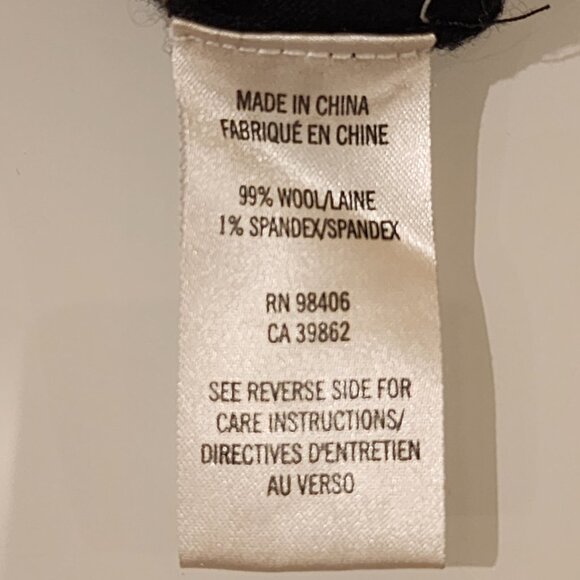 MADE IN CHINA
FABRIQUÉ EN CHINE
99% WOOL/LAINE
1% SPANDEX/SPANDEX
RN 98406
CA 39862
SEE REVERSE SIDE FOR
CARE INSTRUCTIONS/
DIRECTIVES D'ENTRETIEN
AU VERSO